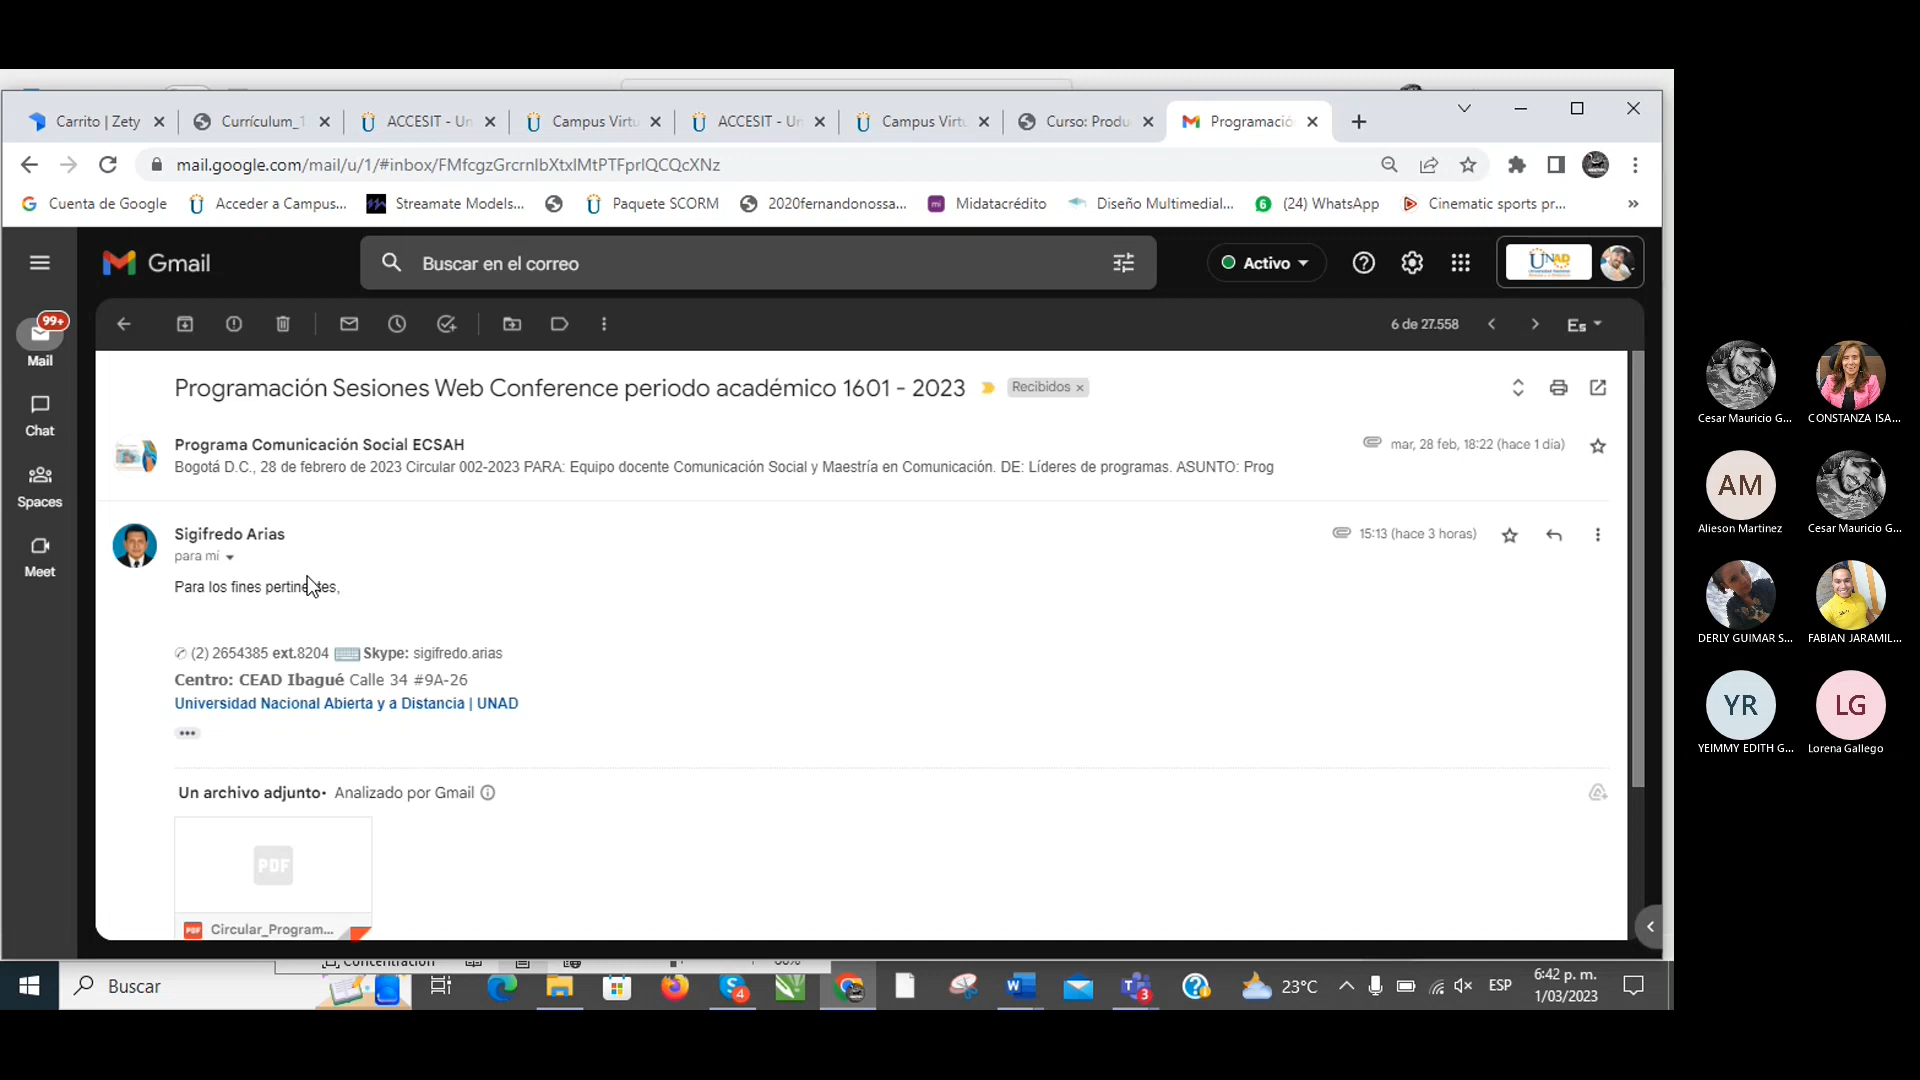 Carrito | Zety
Currículum_1
ACCESIT - Un
Campus Virtu
ACCESIT - Un
Campus Virtu
Curso: Produ
Programació
mail.google.com/mail/u/1/#inbox/FMfcgzGrcrnlbXtxlMtPTFprlQCQcXNz
Cuenta de Google
Acceder a Campus...
Streamate Models...
Paquete SCORM
2020fernandonossa...
Midatacrédito
Diseño Multimedial...
(24) WhatsApp
Cinematic sports pr...
»
Gmail
Buscar en el correo
Activo
UNAD
99+
Mail
Chat
Spaces
Meet
6 de 27.558
Es
Programación Sesiones Web Conference periodo académico 1601 - 2023
Recibidos ×
Programa Comunicación Social ECSAH
mar, 28 feb, 18:22 (hace 1 día)
Bogotá D.C., 28 de febrero de 2023 Circular 002-2023 PARA: Equipo docente Comunicación Social y Maestría en Comunicación. DE: Líderes de programas. ASUNTO: Prog
Sigifredo Arias
15:13 (hace 3 horas)
para mí
Para los fines pertinentes,
✆ (2) 2654385 ext.8204 Skype: sigifredo.arias
Centro: CEAD Ibagué Calle 34 #9A-26
Universidad Nacional Abierta y a Distancia | UNAD
•••
Un archivo adjunto• Analizado por Gmail
PDF
PDF
Circular_Program...
Concentración
Buscar
4
3
23°C
ESP
6:42 p. m.
1/03/2023
Cesar Mauricio G...
CONSTANZA ISA...
AM
Alieson Martinez
Cesar Mauricio G...
DERLY GUIMAR S...
FABIAN JARAMIL...
YR
YEIMMY EDITH G...
LG
Lorena Gallego